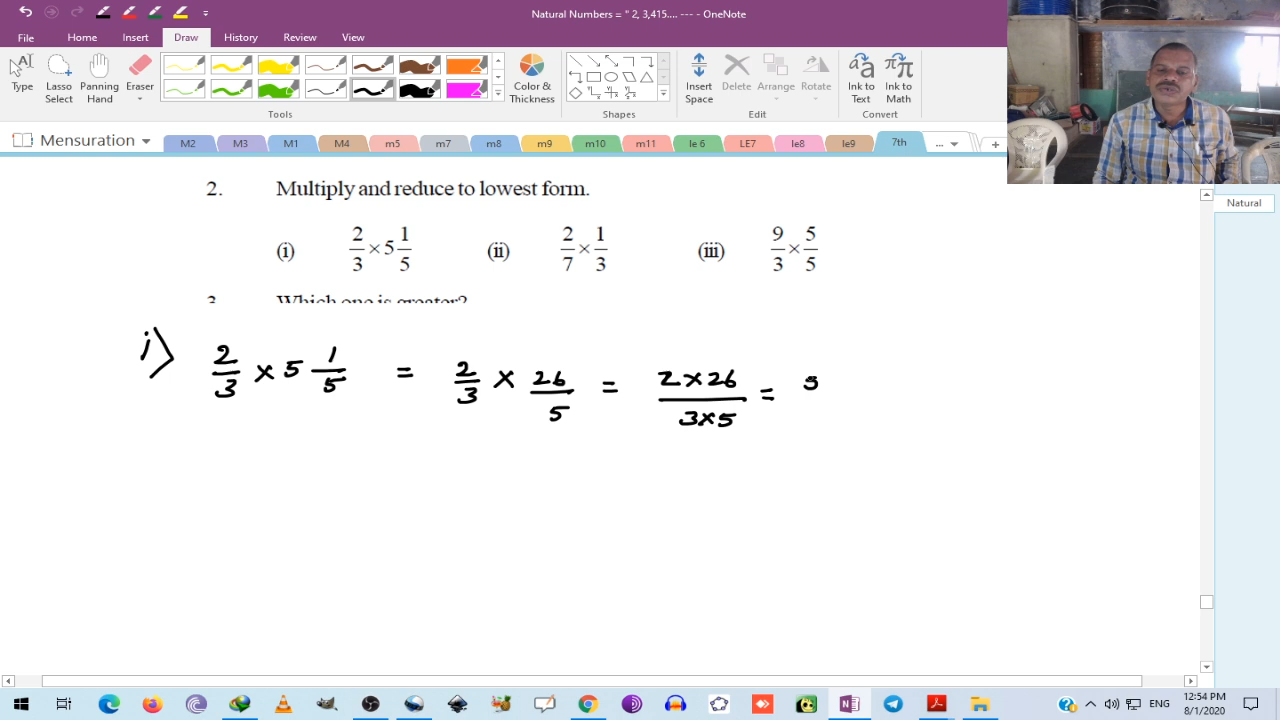 Natural Numbers = " 2, 3,415.... --- - OneNote
File Home Insert Draw History Review View
Type Lasso Select Panning Hand Eraser Color & Thickness Insert Space Delete Arrange Rotate Ink to Text Ink to Math
Tools Shapes Edit Convert
Mensuration M2 M3 M1 M4 m5 m7 m8 m9 m10 m11 le 6 LE7 le8 le9 7th ... +
Natural
2. Multiply and reduce to lowest form.
(i) 2/3 × 5 1/5 (ii) 2/7 × 1/3 (iii) 9/3 × 5/5
3. Which one is greater?
i) 2/3 × 5 1/5 = 2/3 × 26/5 = 2×26/3×5 =
12:54 PM
ENG
8/1/2020